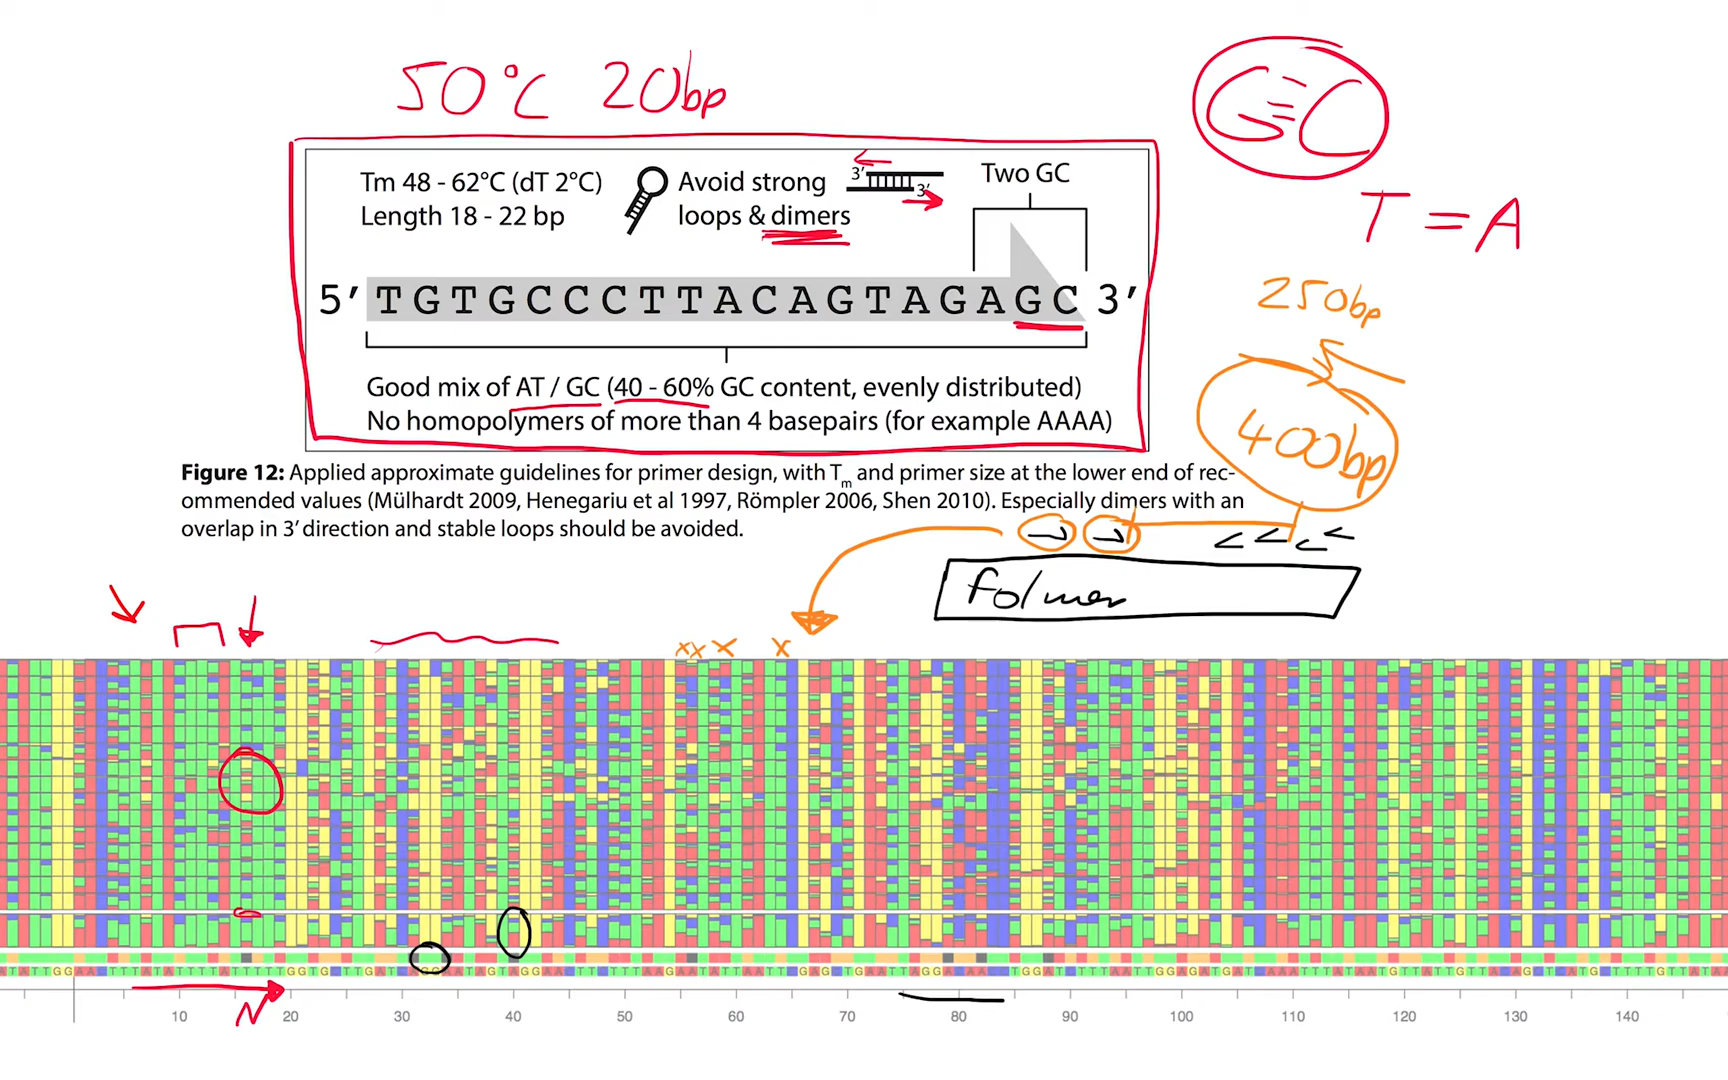 50°C 20bp
G≡C
T = A
Tm 48 - 62°C (dT 2°C)
Length 18 - 22 bp
Avoid strong
loops & dimers
3’
3’
Two GC
5’ TGTGCCCTTACAGTAGAGC 3’
Good mix of AT / GC (40 - 60% GC content, evenly distributed)
No homopolymers of more than 4 basepairs (for example AAAA)
250bp
400bp
Figure 12: Applied approximate guidelines for primer design, with Tm and primer size at the lower end of rec-
ommended values (Mülhardt 2009, Henegariu et al 1997, Römpler 2006, Shen 2010). Especially dimers with an
overlap in 3’ direction and stable loops should be avoided.
folmer
xx x x
N
10 20 30 40 50 60 70 80 90 100 110 120 130 140